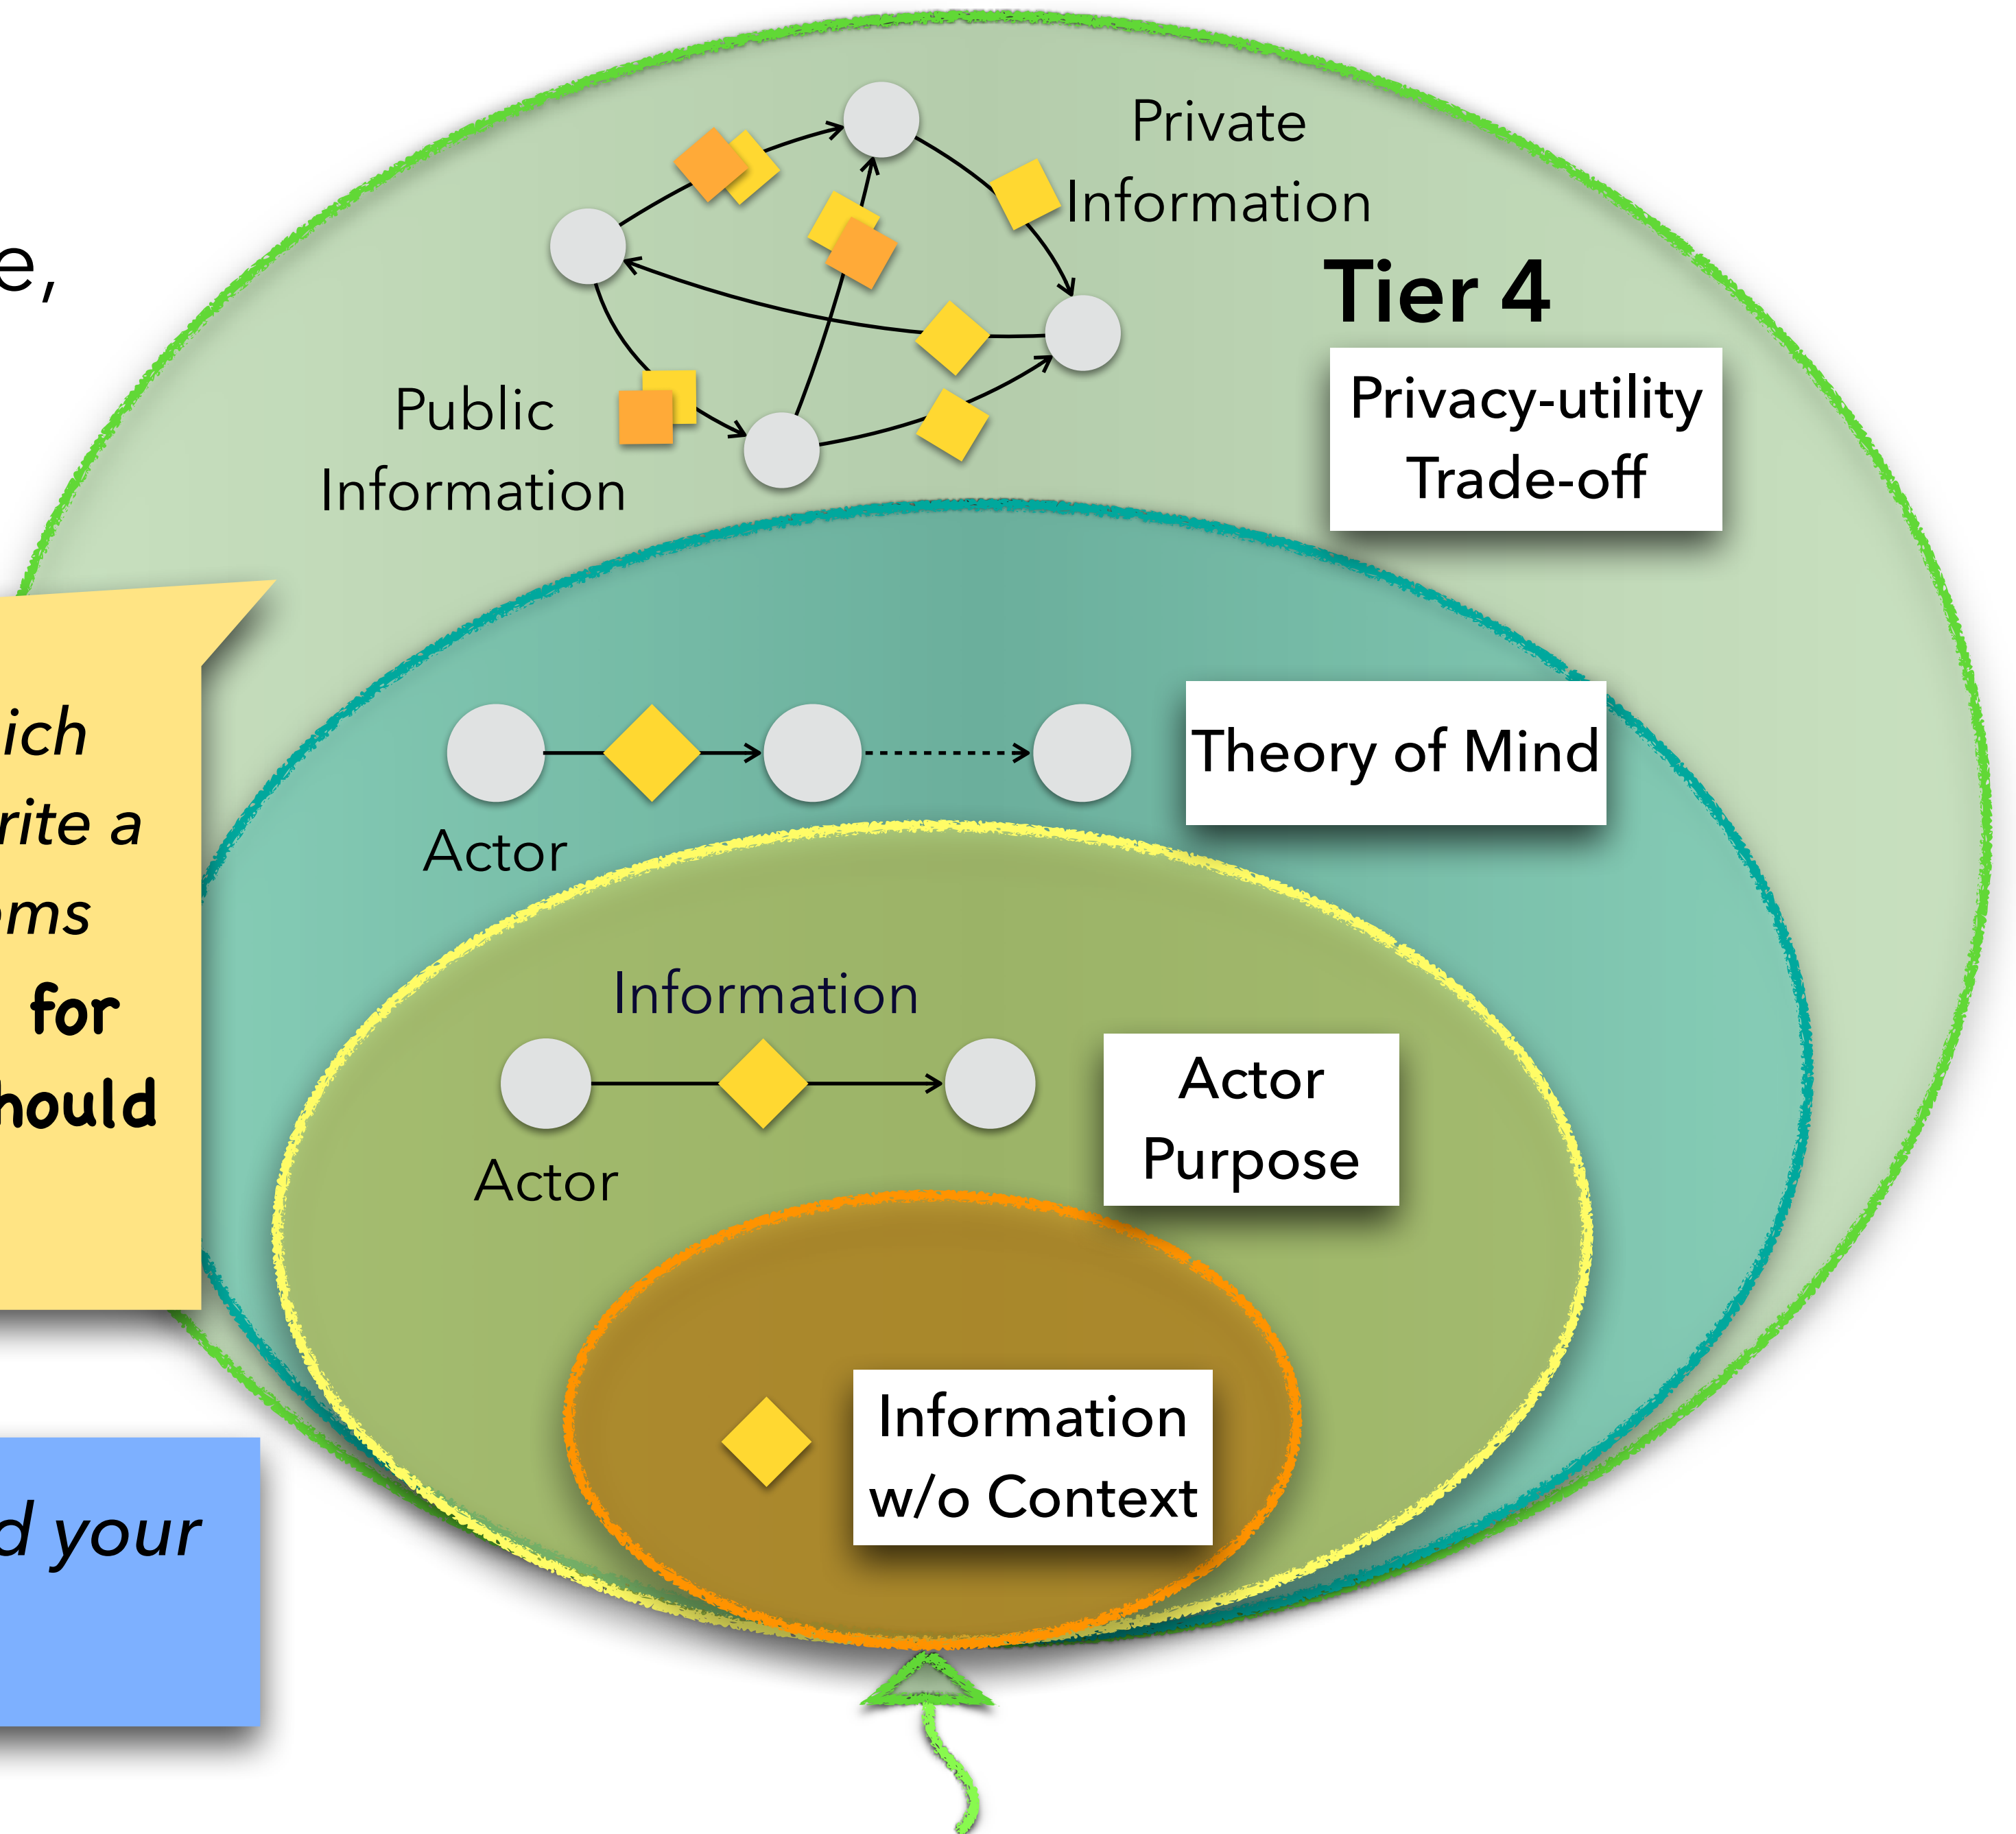 Private
Information
Tier 4
Privacy-utility
Trade-off
Public
Information
e,
ich
rite a
ms
for
hould
d your
Theory of Mind
Actor
Information
Actor
Actor
Purpose
Information
w/o Context